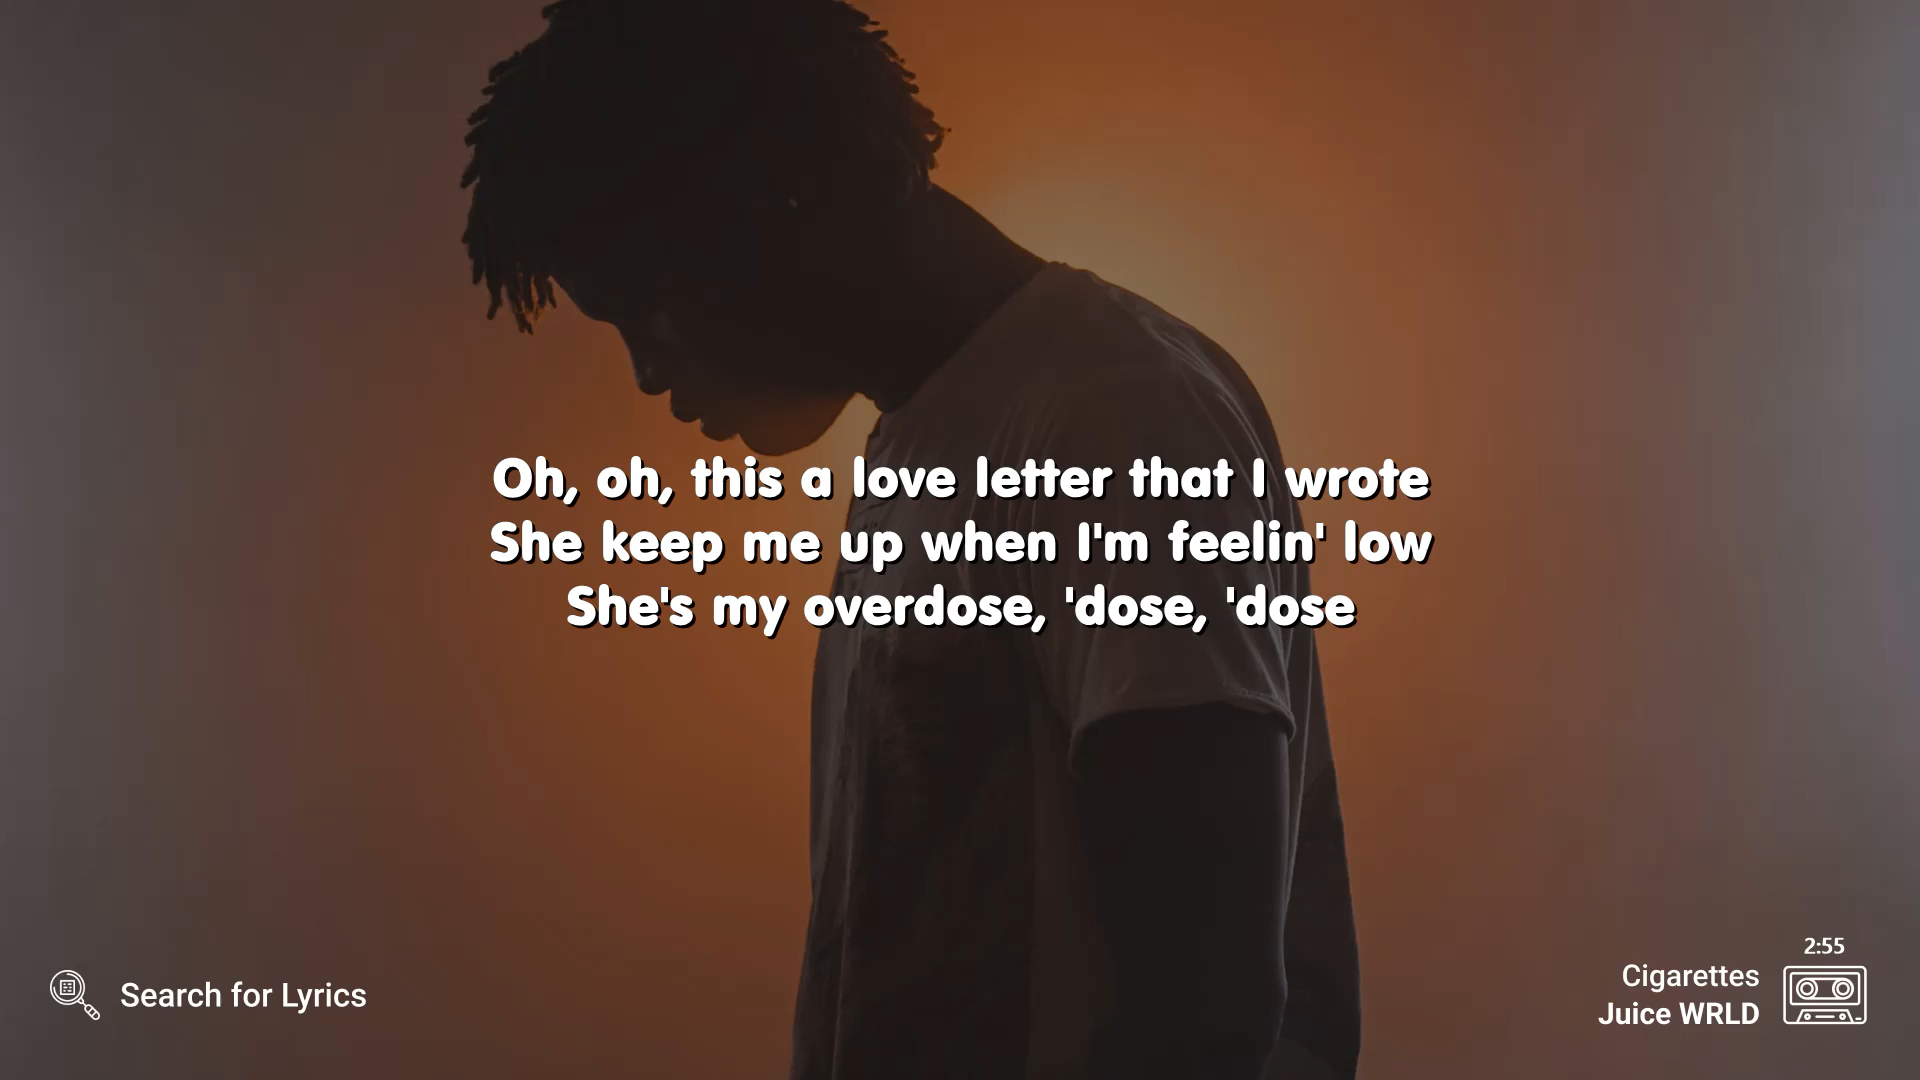 Oh, oh, this a love letter that I wrote
She keep me up when I'm feelin' low
She's my overdose, 'dose, 'dose
2:55
Cigarettes
Juice WRLD
Search for Lyrics